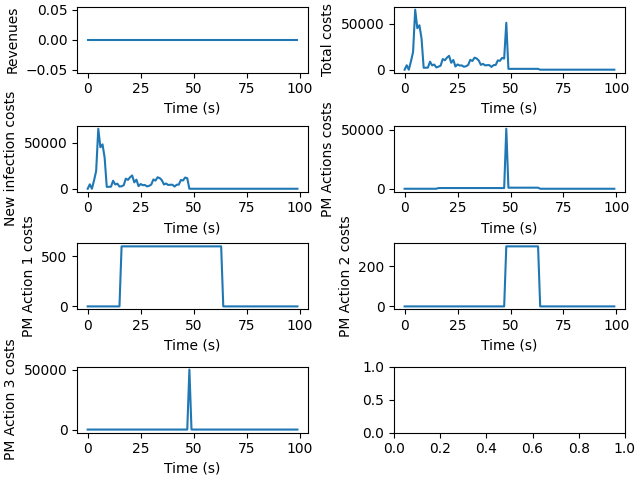 Revenues
0.05
0.00
−0.05
0 25 50 75 100
Time (s)
Total costs
50000
0
0 25 50 75 100
Time (s)
New infection costs
50000
0
0 25 50 75 100
Time (s)
PM Actions costs
50000
0
0 25 50 75 100
Time (s)
PM Action 1 costs
500
0
0 25 50 75 100
Time (s)
PM Action 2 costs
200
0
0 25 50 75 100
Time (s)
PM Action 3 costs
50000
0
0 25 50 75 100
Time (s)
1.0
0.5
0.0
0.0 0.2 0.4 0.6 0.8 1.0